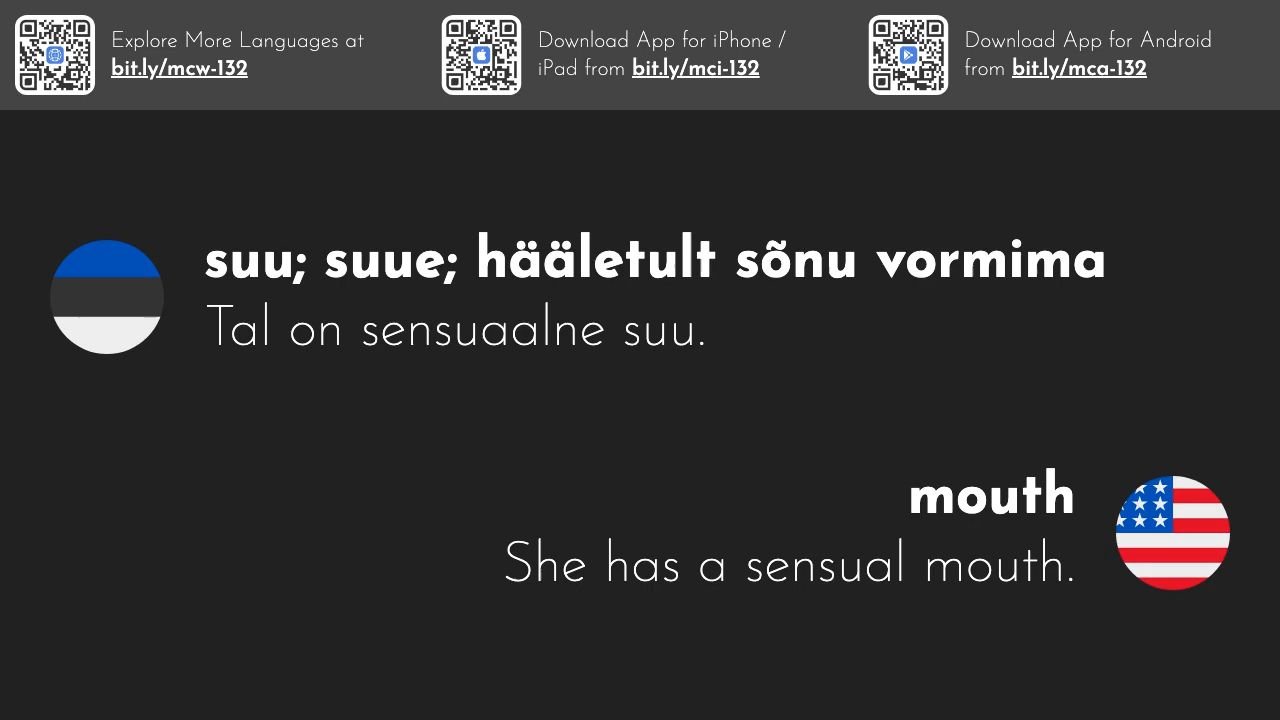 Explore More Languages at
bit.ly/mcw-132
Download App for iPhone /
iPad from bit.ly/mci-132
Download App for Android
from bit.ly/mca-132
suu; suue; hääletult sõnu vormima
Tal on sensuaalne suu.
mouth
She has a sensual mouth.